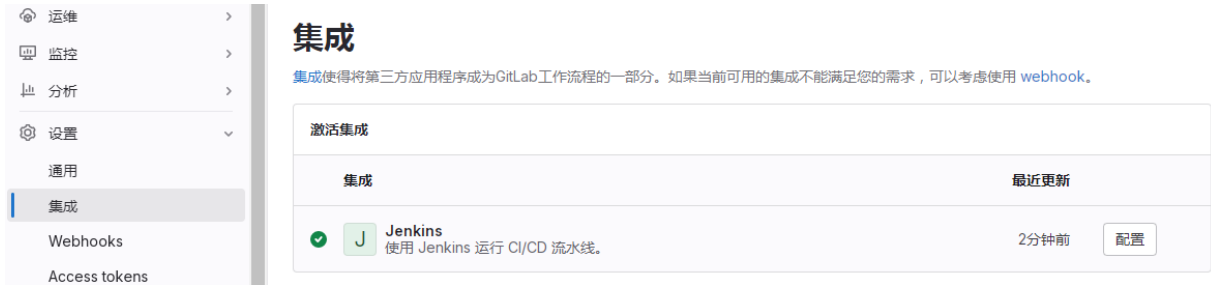 运维
监控
分析
设置
通用
集成
Webhooks
Access tokens
集成
集成使得将第三方应用程序成为GitLab工作流程的一部分。如果当前可用的集成不能满足您的需求，可以考虑使用 webhook。
激活集成
集成 最近更新
J Jenkins
使用 Jenkins 运行 CI/CD 流水线。 2分钟前 配置